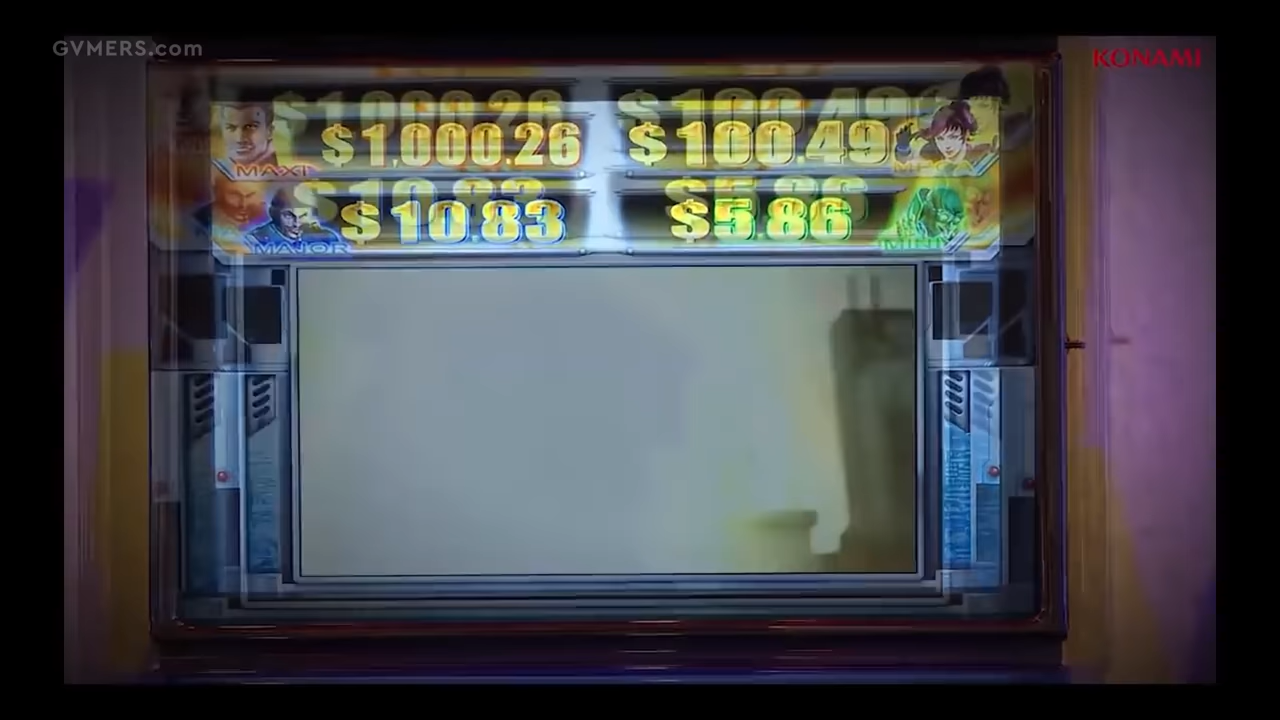 GVMERS.com
KONAMI
$1,000.26
$100.49
MAXI
$10.83
$5.86
MAJOR
MINI